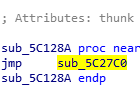 ; Attributes: thunk
sub_5C128A proc near
jmp     sub_5C27C0
sub_5C128A endp